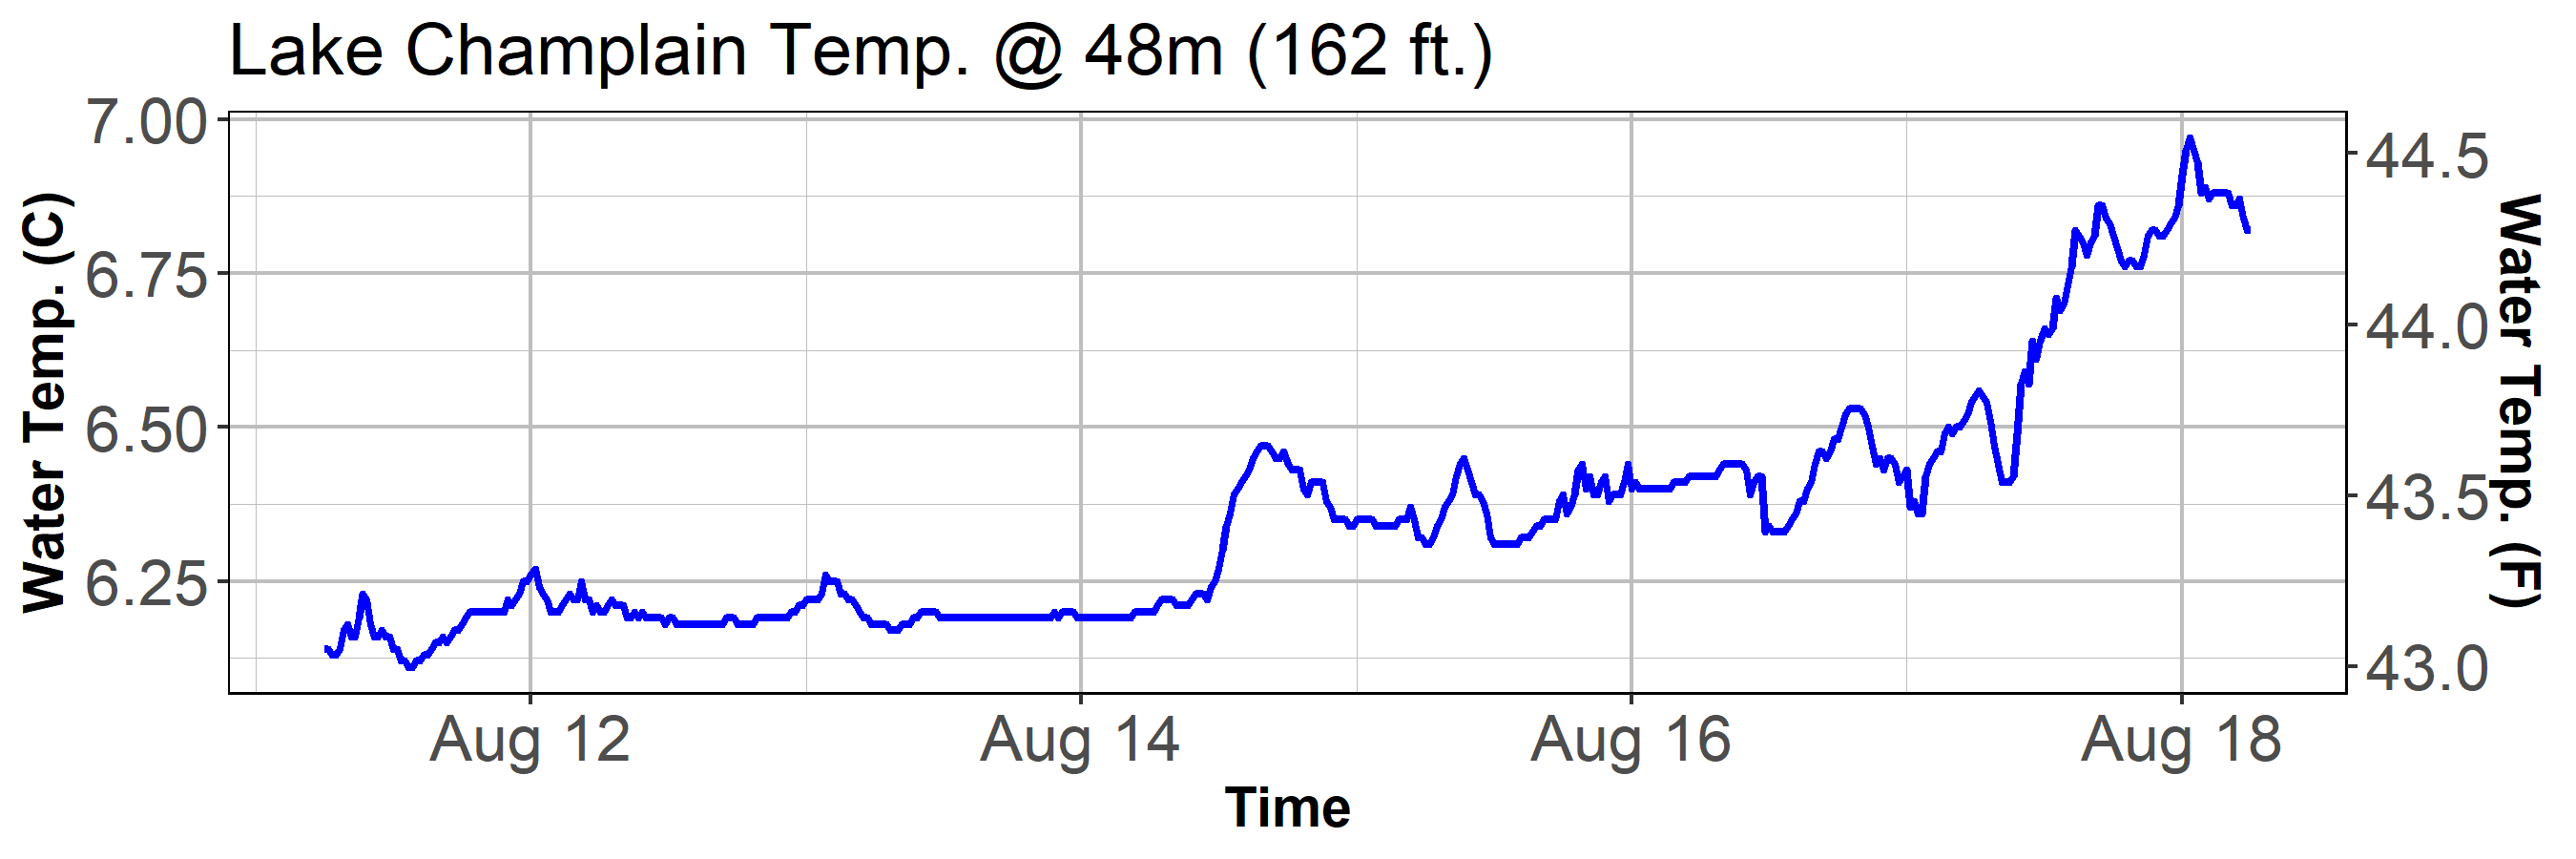 Lake Champlain Temp. @ 48m (162 ft.)
Water Temp. (C)
7.00
6.75
6.50
6.25
44.5
44.0
43.5
43.0
Water Temp. (F)
Aug 12 Aug 14 Aug 16 Aug 18
Time